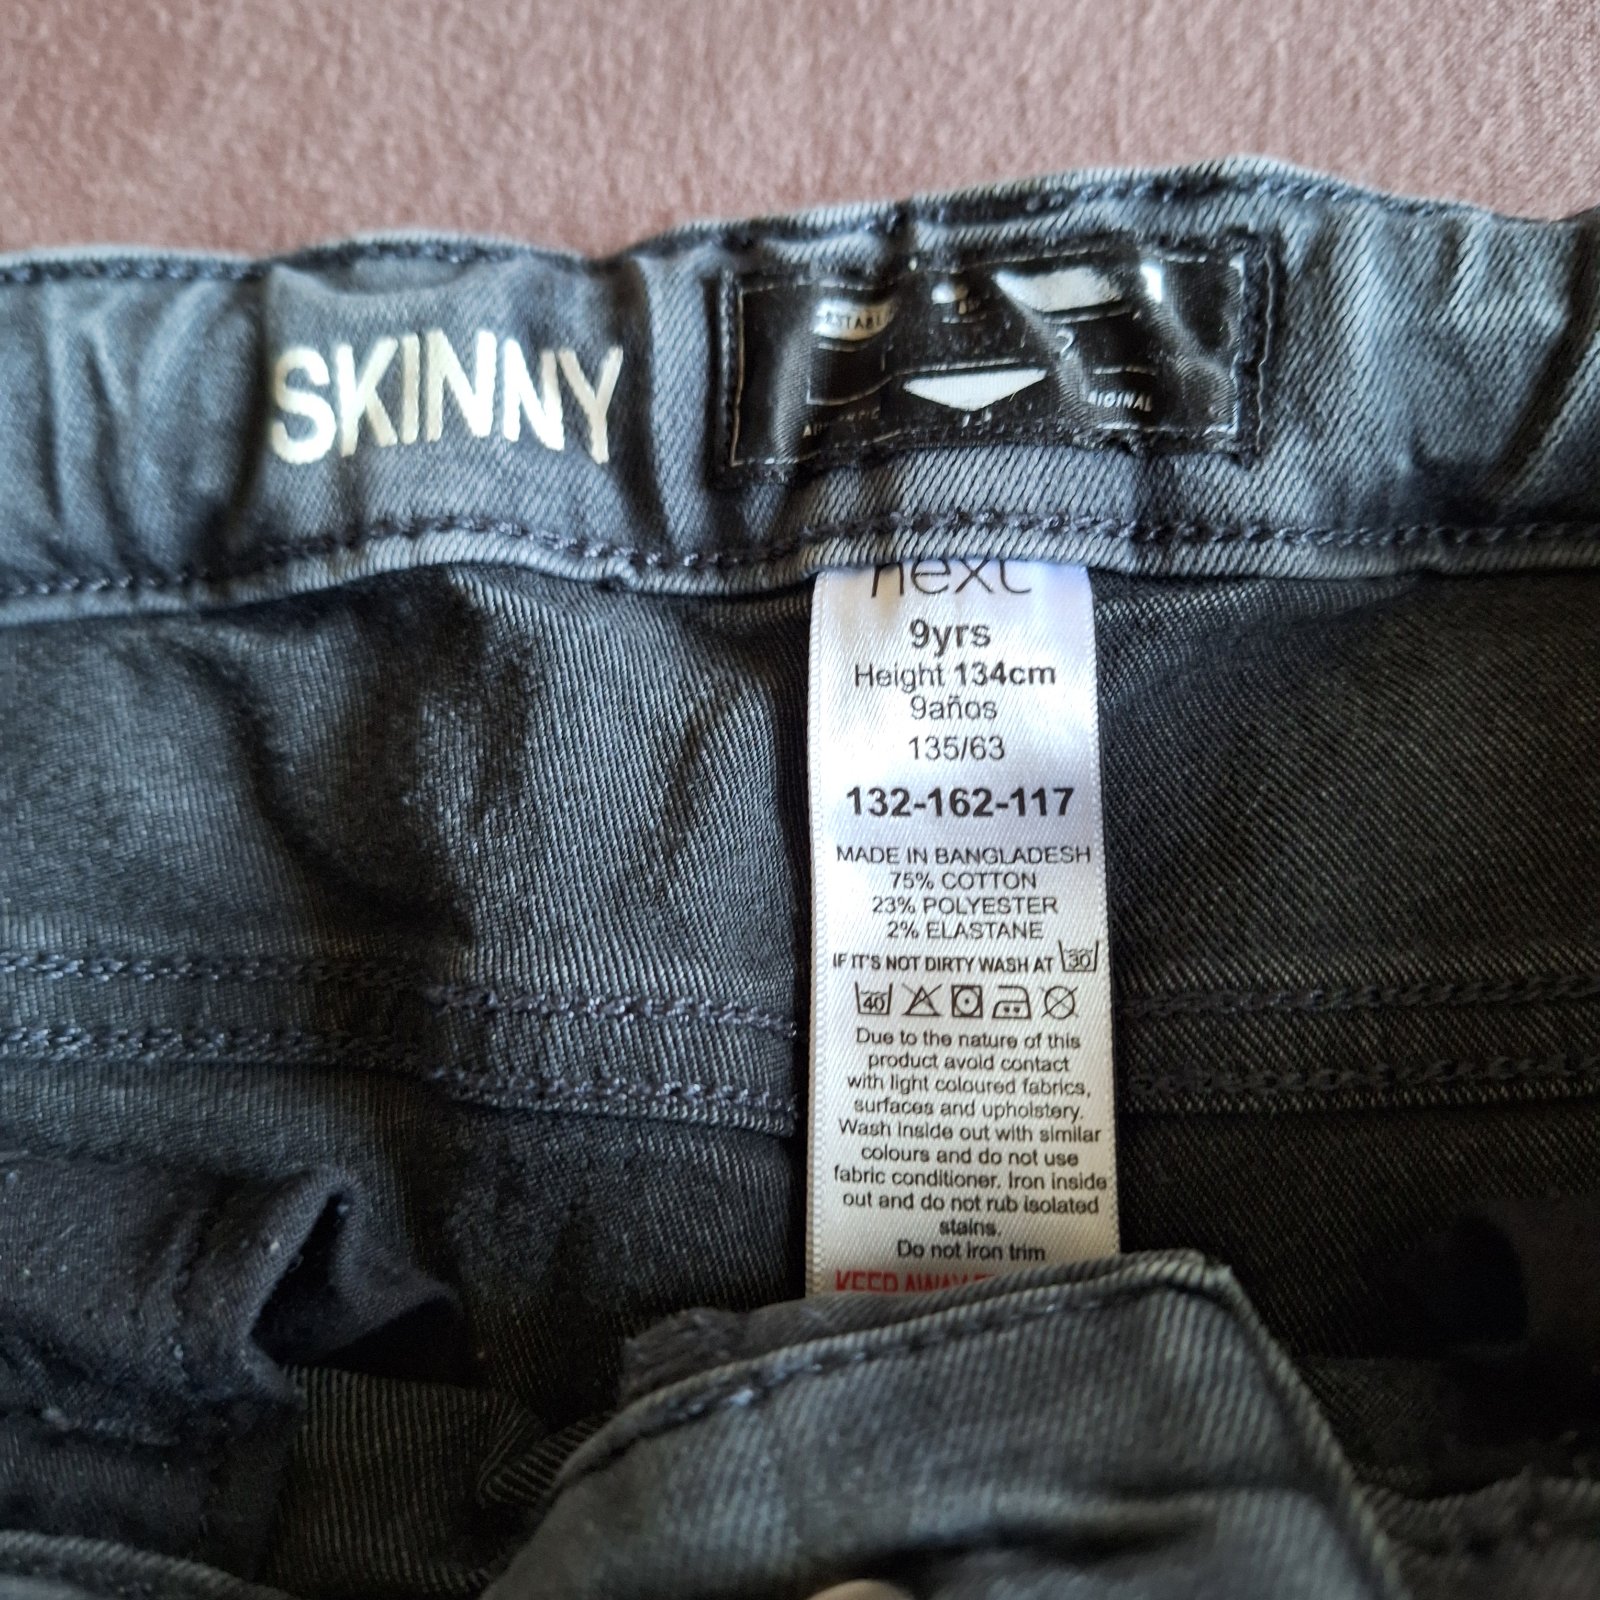 SKINNY
next
9yrs
Height 134cm
9años
135/63
132-162-117
MADE IN BANGLADESH
75% COTTON
23% POLYESTER
2% ELASTANE
IF IT'S NOT DIRTY WASH AT 30
40
Due to the nature of this
product avoid contact
with light coloured fabrics,
surfaces and upholstery.
Wash inside out with similar
colours and do not use
fabric conditioner. Iron inside
out and do not rub isolated
stains.
Do not iron trim
KEEP AWAY